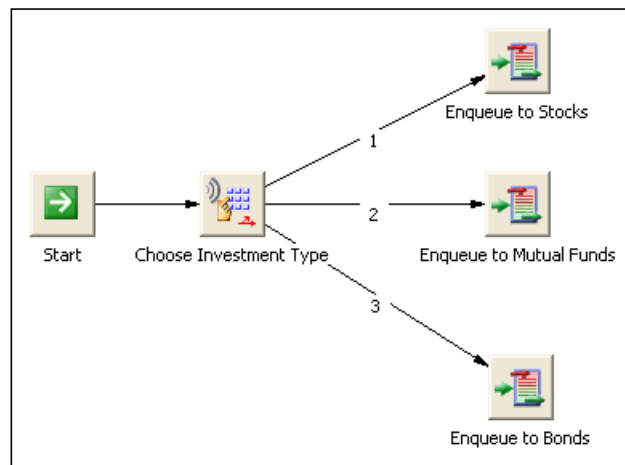 Enqueue to Stocks
1
Start
Choose Investment Type
2
Enqueue to Mutual Funds
3
Enqueue to Bonds